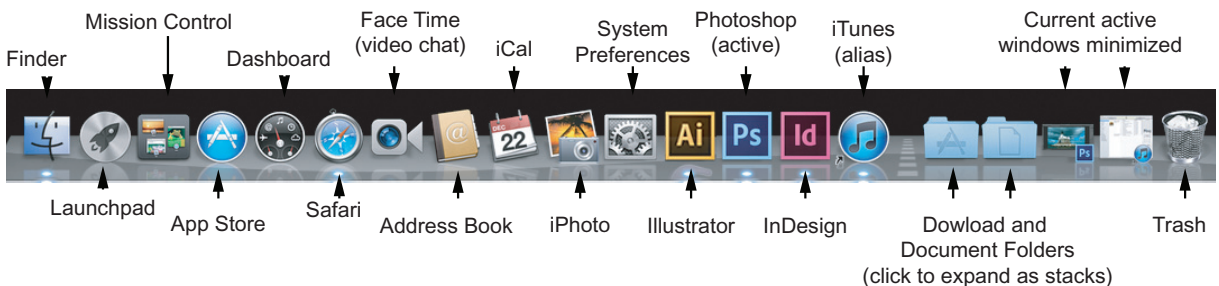 Mission Control
Face Time
(video chat)
System
Preferences
Photoshop
(active)
Current active
windows minimized
Finder
Dashboard
iCal
iTunes
(alias)
@
DEC
22
Ai
Ps
Id
Ps
Launchpad
App Store
Safari
Address Book
iPhoto
Illustrator
InDesign
Dowload and
Document Folders
(click to expand as stacks)
Trash